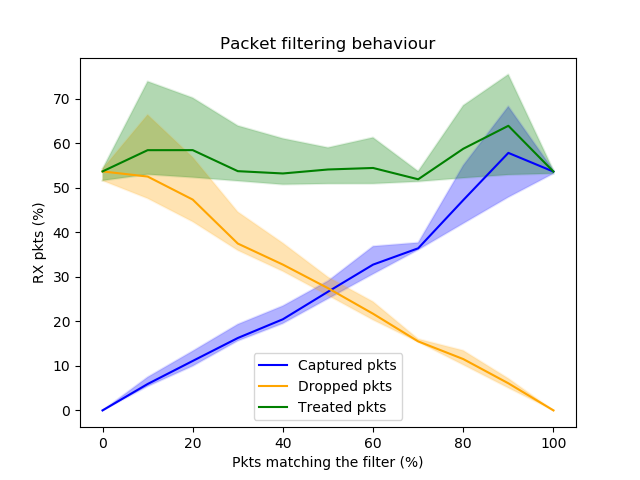 Packet filtering behaviour
RX pkts (%)
70
60
50
40
30
20
10
0
Captured pkts
Dropped pkts
Treated pkts
0 20 40 60 80 100
Pkts matching the filter (%)